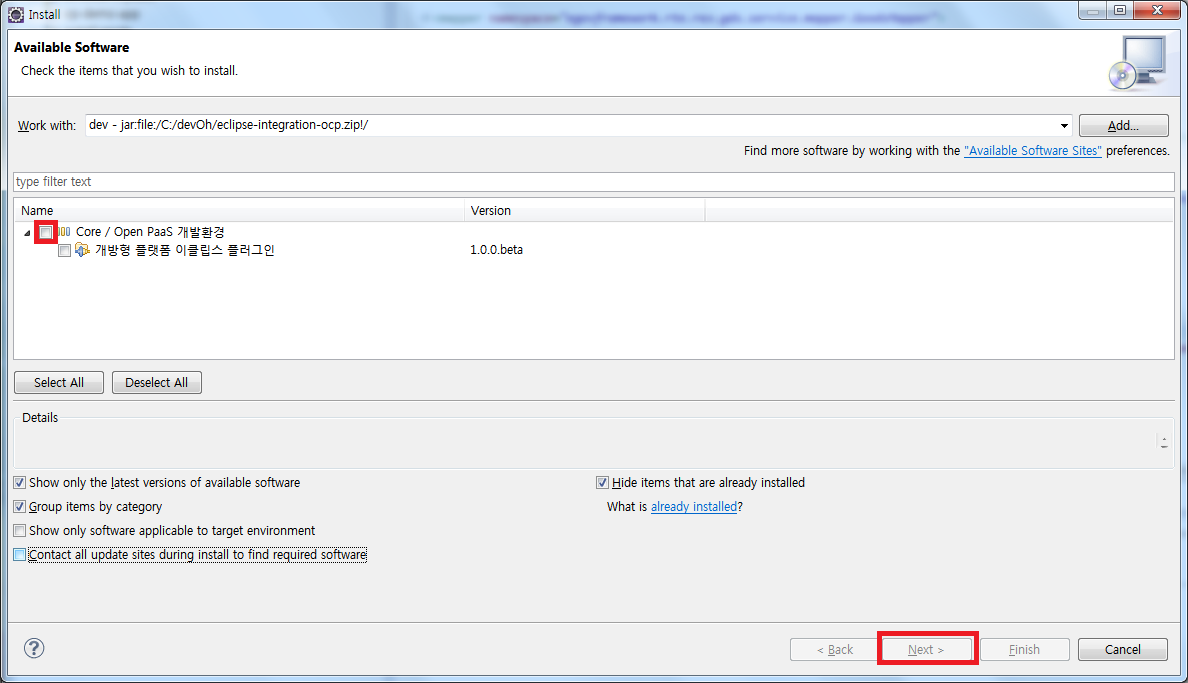 Install
Available Software
Check the items that you wish to install.
Work with: dev - jar:file:/C:/devOh/eclipse-integration-ocp.zip!/ Add...
Find more software by working with the "Available Software Sites" preferences.
type filter text
Name Version
Core / Open PaaS 개발환경
개방형 플랫폼 이클립스 플러그인 1.0.0.beta
Select All Deselect All
Details
Show only the latest versions of available software Hide items that are already installed
Group items by category What is already installed?
Show only software applicable to target environment
Contact all update sites during install to find required software
? < Back Next > Finish Cancel